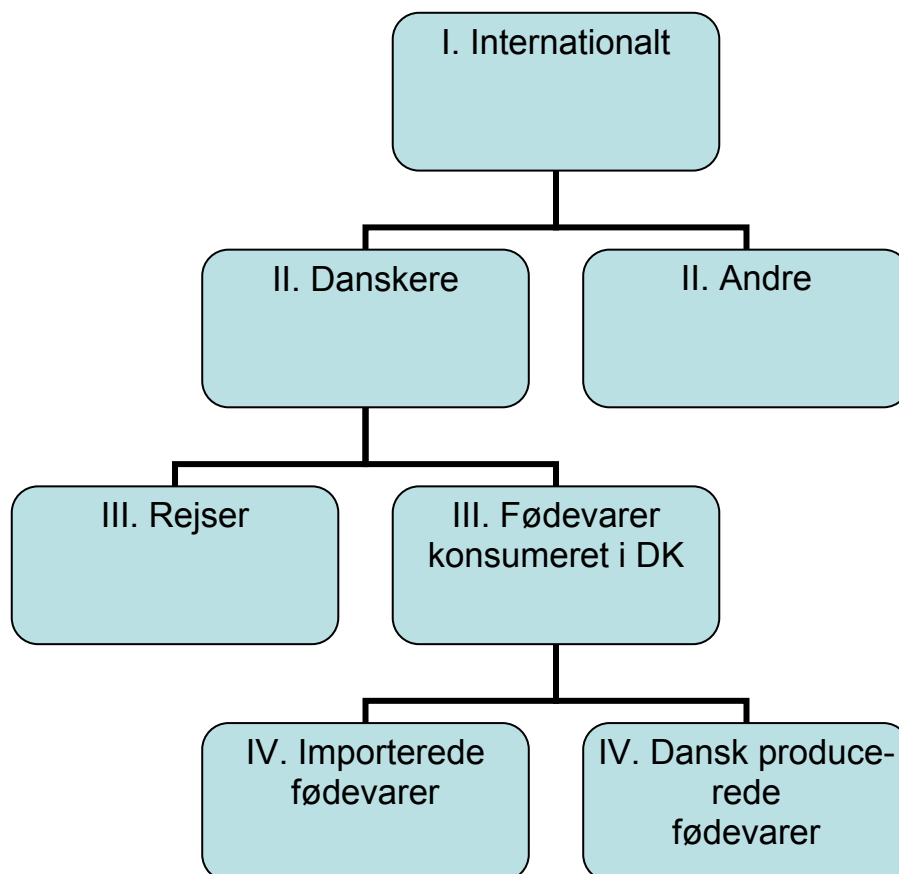 I. Internationalt
II. Danskere
II. Andre
III. Rejser
III. Fødevarer
konsumeret i DK
IV. Importerede
fødevarer
IV. Dansk produce-
rede
fødevarer